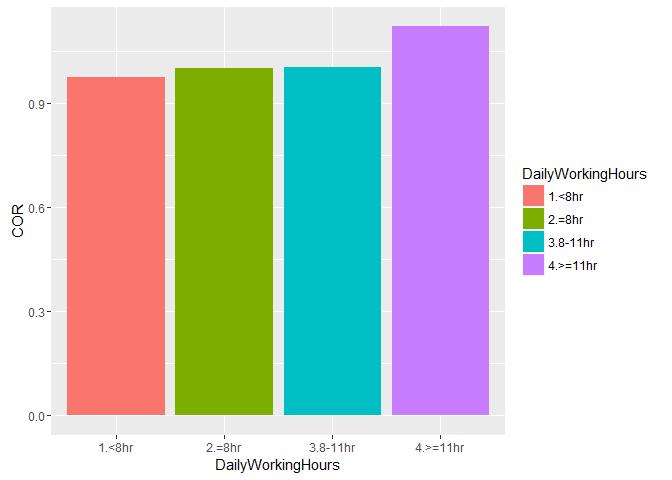 COR
0.9
0.6
0.3
0.0
1.<8hr 2.=8hr 3.8-11hr 4.>=11hr
DailyWorkingHours
DailyWorkingHours
1.<8hr
2.=8hr
3.8-11hr
4.>=11hr